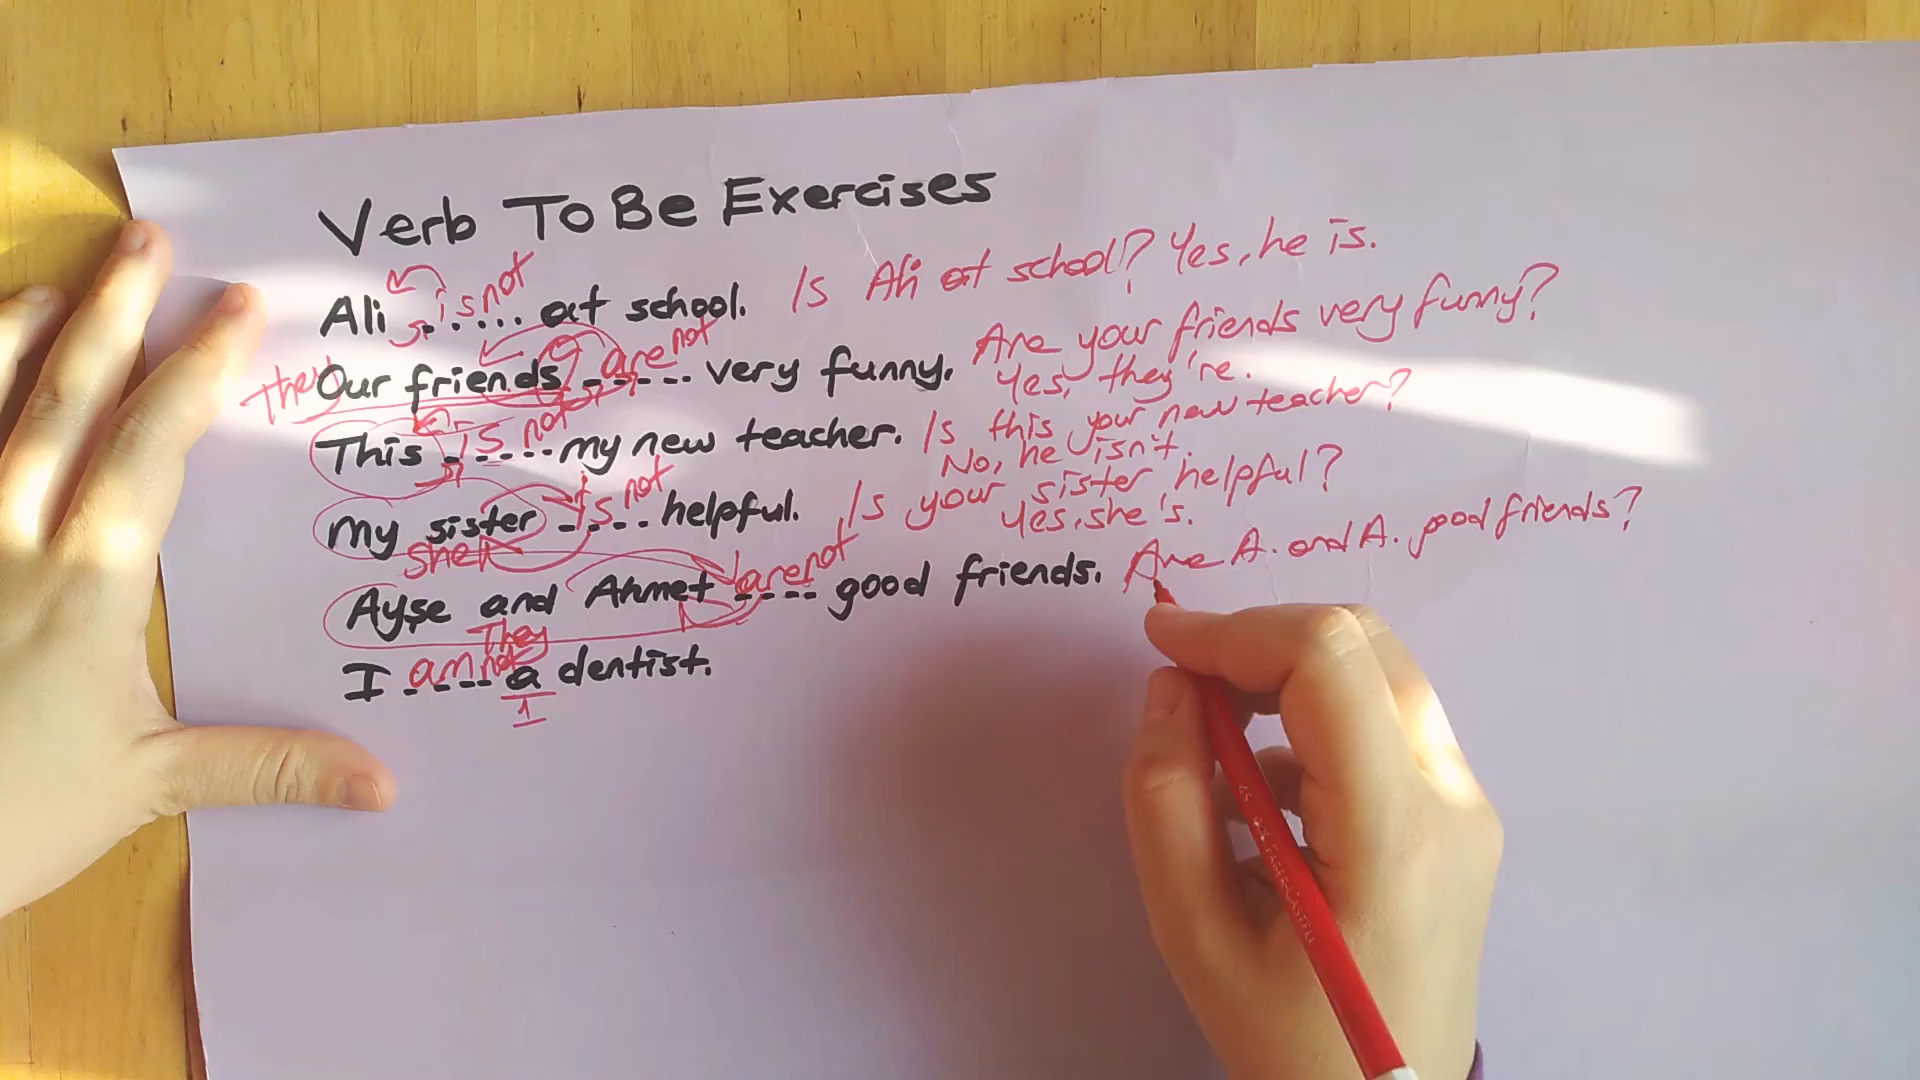 Verb To Be Exercises
Ali is not ...... at school. Is Ali at school? Yes, he is.
They Our friends are not ------ very funny. Are your friends very funny?
Yes, they're.
This is not ------ my new teacher. Is this your new teacher?
No, he isn't.
My sister is not ----- helpful. Is your sister helpful?
She Yes, she's.
Ayşe and Ahmet are not ---- good friends. Are A. and A. good friends?
They
I am not ---- a dentist.
1
FABER-CASTELL